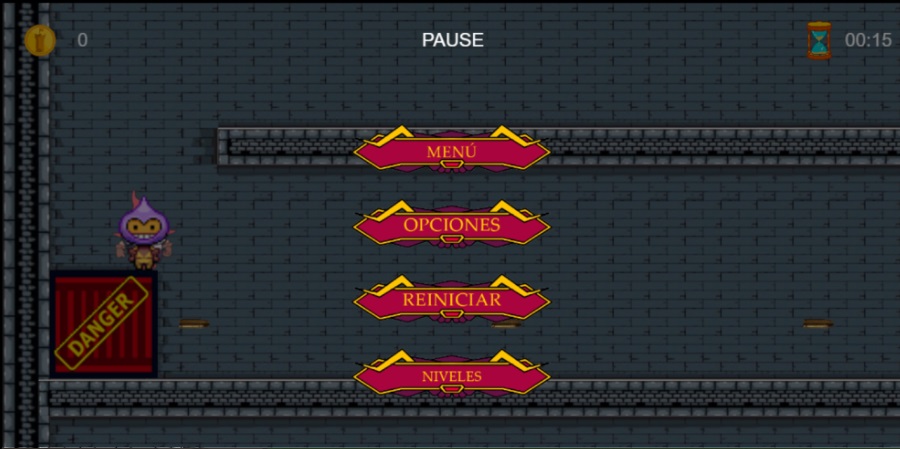 0
PAUSE
00:15
MENÚ
OPCIONES
REINICIAR
DANGER
NIVELES